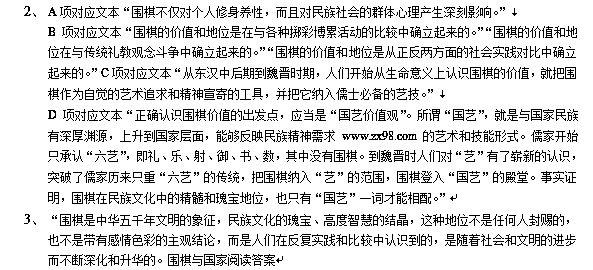 2、 A 项对应文本“围棋不仅对个人修身养性，而且对民族社会的群体心理产生深刻影响。”↓
B 项对应文本“围棋的价值和地位是在与各种掷彩博累活动的比较中确立起来的。”“围棋的价值和地
位在与传统礼教观念斗争中确立起来的。”“围棋的价值和地位是从正反两方面的社会实践对比中确立
起来的。”C 项对应文本“从东汉中后期到魏晋时期，人们开始从生命意义上认识围棋的价值，就把围
棋作为自觉的艺术追求和精神宣寄的工具，并把它纳入儒士必备的艺技。”↓
D 项对应文本“正确认识围棋价值的出发点，应当是“国艺价值观”。所谓“国艺”，就是与国家民族
有深厚渊源，上升到国家层面，能够反映民族精神需求 www.zx98.com 的艺术和技能形式。儒家开始
只承认“六艺”，即礼、乐、射、御、书、数，其中没有围棋。到魏晋时人们对“艺”有了崭新的认识，
突破了儒家历来只重“六艺”的传统，把围棋纳入“艺”的范围，围棋登入“国艺”的殿堂。事实证
明，围棋在民族文化中的精髓和瑰宝地位，也只有“国艺”一词才能相配。”↵
3、 “围棋是中华五千年文明的象征，民族文化的瑰宝、高度智慧的结晶，这种地位不是任何人封赐的，
也不是带有感情色彩的主观结论，而是人们在反复实践和比较中认识到的，是随着社会和文明的进步
而不断深化和升华的。围棋与国家阅读答案↵